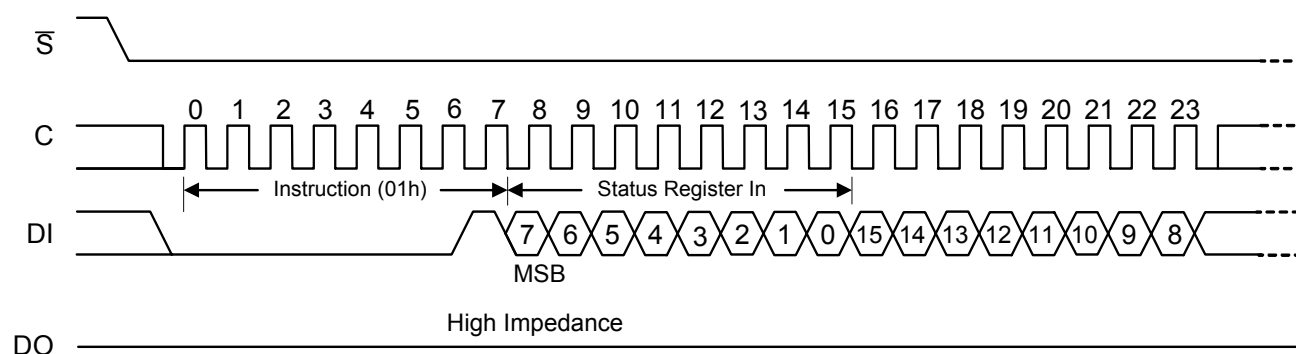 S̅
0 1 2 3 4 5 6 7 8 9 10 11 12 13 14 15 16 17 18 19 20 21 22 23
C
Instruction (01h) Status Register In
DI 7 6 5 4 3 2 1 0 15 14 13 12 11 10 9 8
MSB
High Impedance
DO